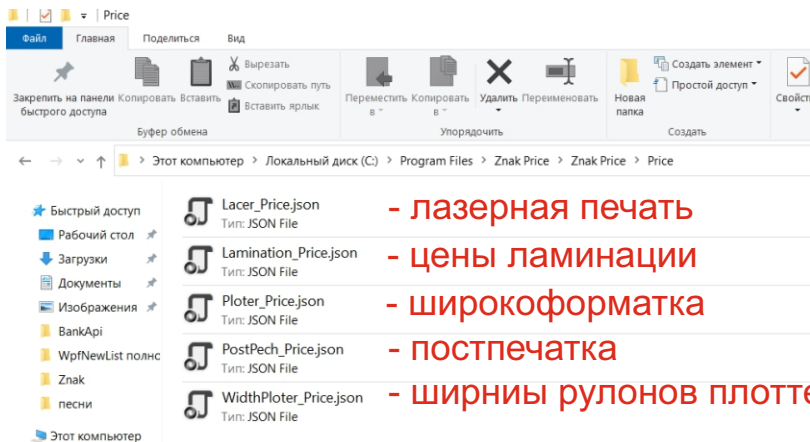 Price
Файл Главная Поделиться Вид
Закрепить на панели быстрого доступа
Копировать
Вставить
Вырезать
Скопировать путь
Вставить ярлык
Буфер обмена
Переместить в
Копировать в
Удалить
Переименовать
Упорядочить
Новая папка
Создать элемент
Простой доступ
Создать
Свойст
Этот компьютер > Локальный диск (C:) > Program Files > Znak Price > Znak Price > Price
Быстрый доступ
Рабочий стол
Загрузки
Документы
Изображения
BankApi
WpfNewList полнс
Znak
песни
Этот компьютер
Lacer_Price.json - лазерная печать
Тип: JSON File
Lamination_Price.json - цены ламинации
Тип: JSON File
Ploter_Price.json - широкоформатка
Тип: JSON File
PostPech_Price.json - постпечатка
Тип: JSON File
WidthPloter_Price.json - ширниы рулонов плотте
Тип: JSON File